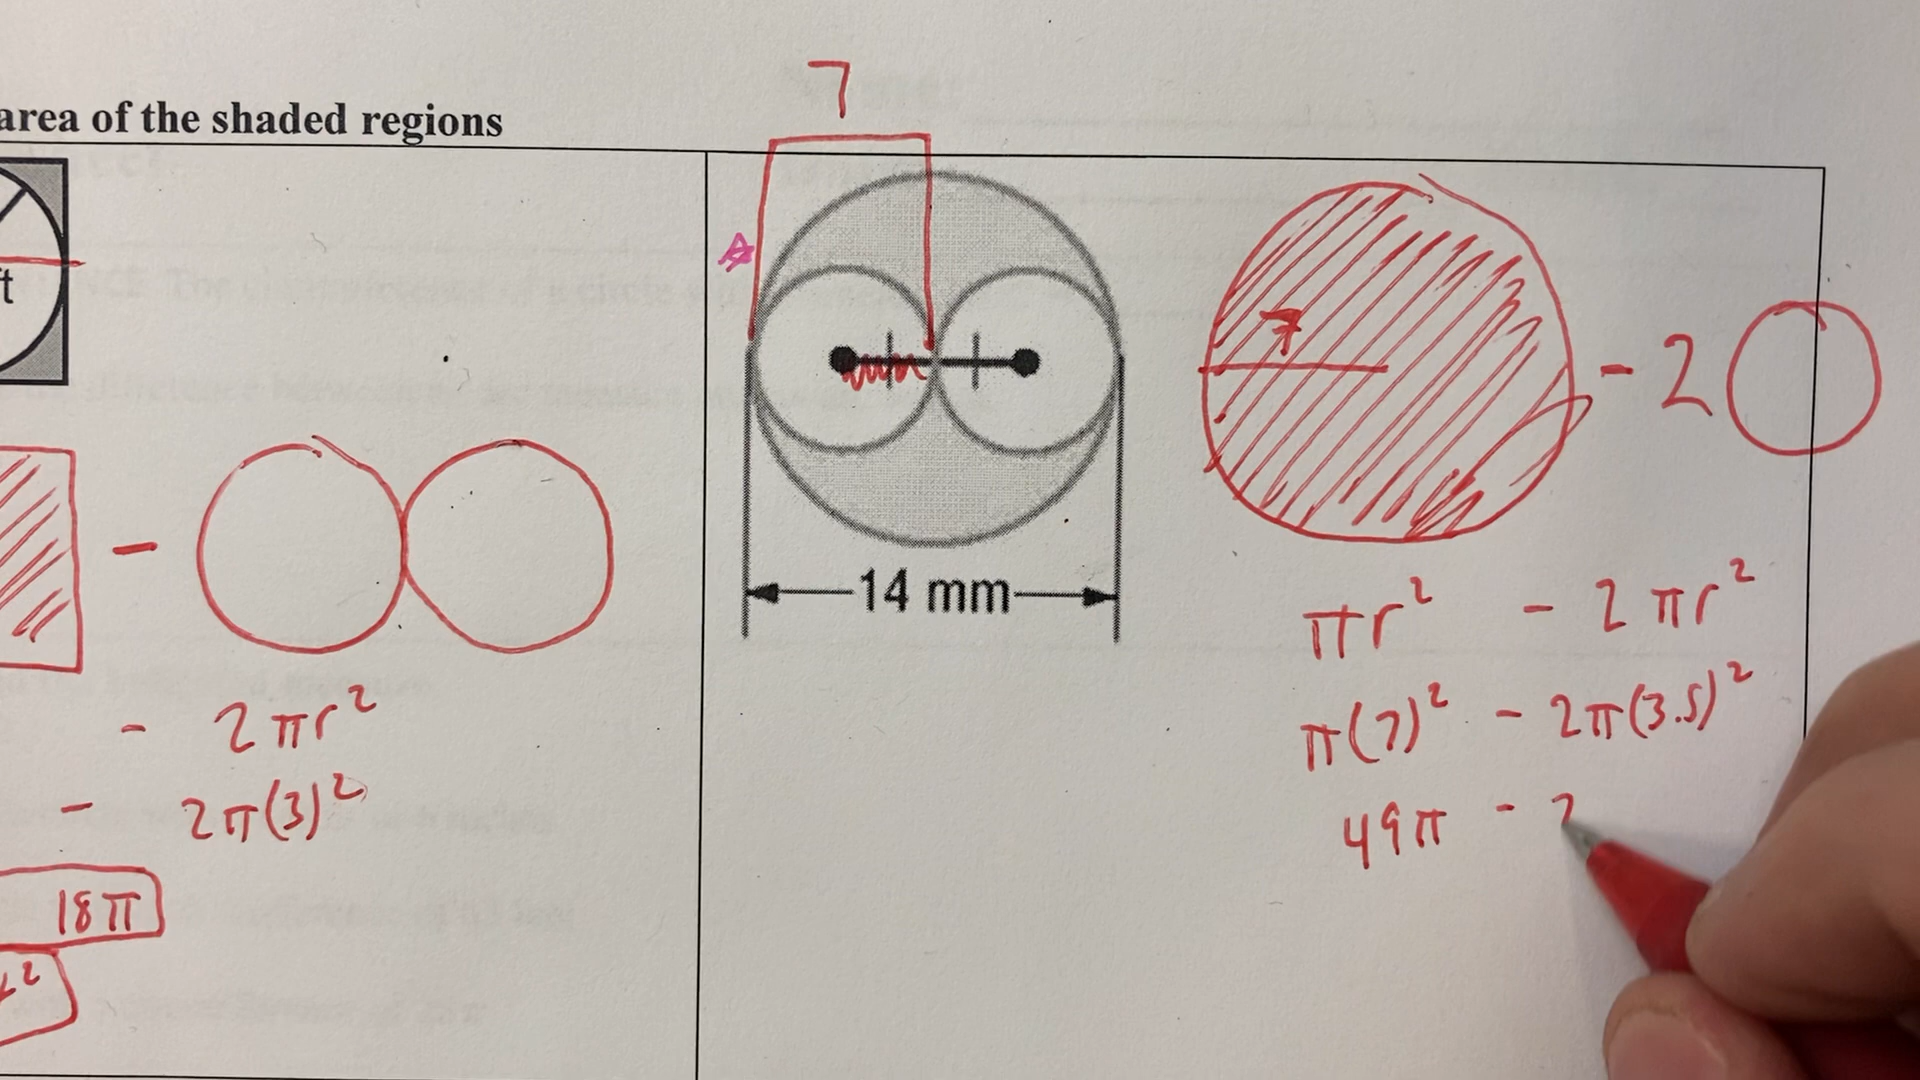 area of the shaded regions
7
t
14 mm
7
- 2
πr² - 2πr²
π(7)² - 2π(3.5)²
49π - 2
-
- 2πr²
- 2π(3)²
18π